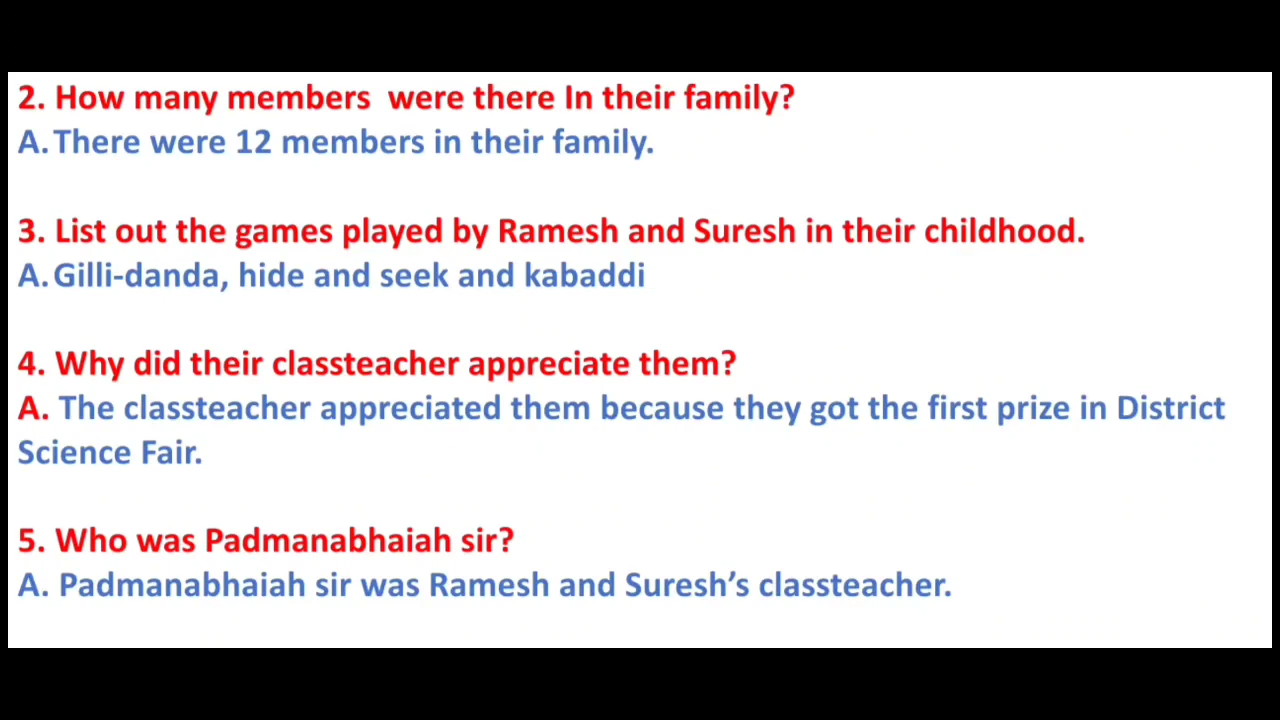 2. How many members  were there In their family?
A. There were 12 members in their family.
3. List out the games played by Ramesh and Suresh in their childhood.
A. Gilli-danda, hide and seek and kabaddi
4. Why did their classteacher appreciate them?
A. The classteacher appreciated them because they got the first prize in District
Science Fair.
5. Who was Padmanabhaiah sir?
A. Padmanabhaiah sir was Ramesh and Suresh’s classteacher.